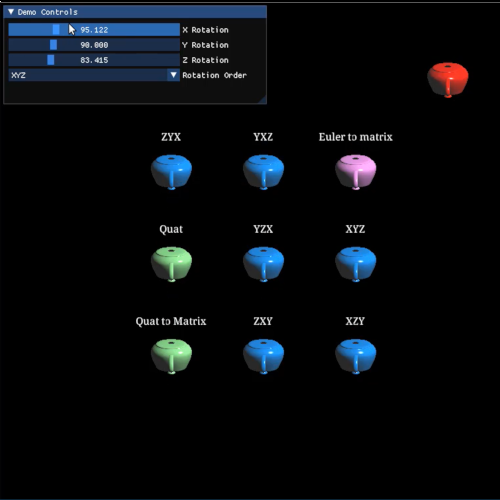 Demo Controls
95.122 X Rotation
90.000 Y Rotation
83.415 Z Rotation
XYZ Rotation Order
ZYX YXZ Euler to matrix
Quat YZX XYZ
Quat to Matrix ZXY XZY